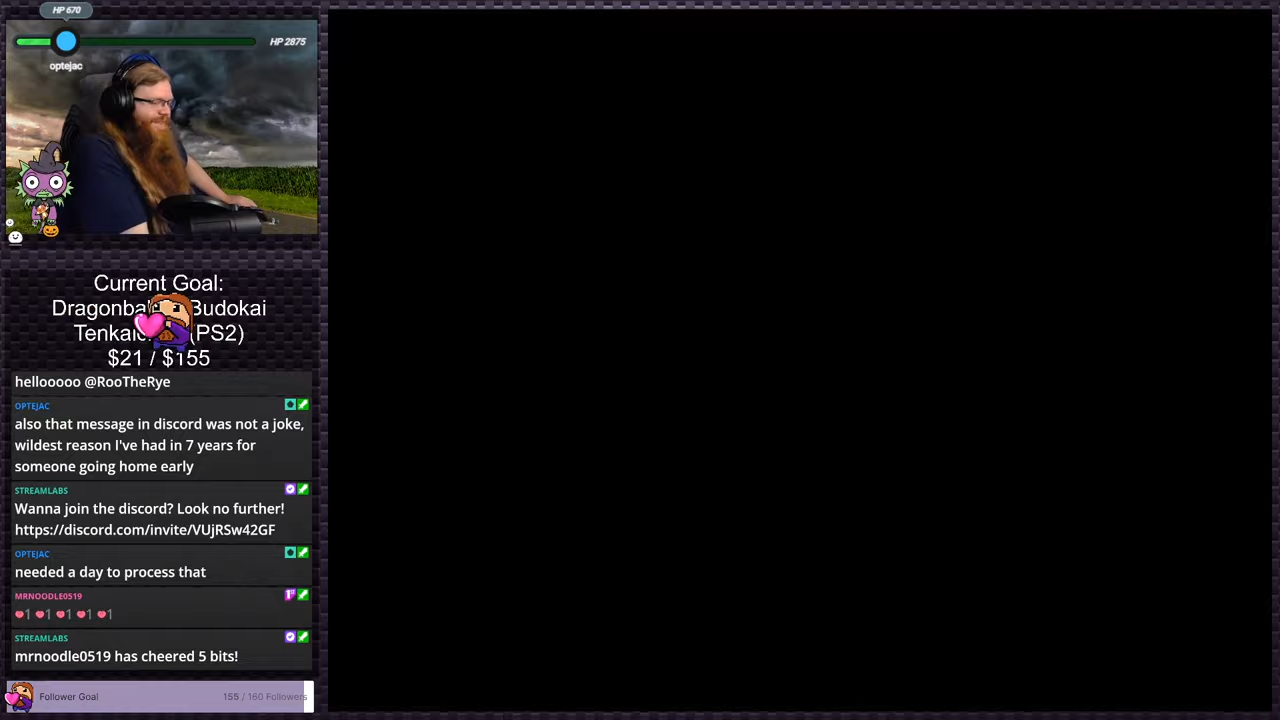 HP 670
HP 2875
optejac
Current Goal:
Budokai
(PS2)
$21 / $155
hellooooo @RooTheRye
OPTEJAC
also that message in discord was not a joke,
wildest reason I've had in 7 years for
someone going home early
STREAMLABS
Wanna join the discord? Look no further!
https://discord.com/invite/VUjRSw42GF
OPTEJAC
needed a day to process that
MRNOODLE0519
1 1 1 1 1
STREAMLABS
mrnoodle0519 has cheered 5 bits!
Follower Goal
155 / 160 Followers